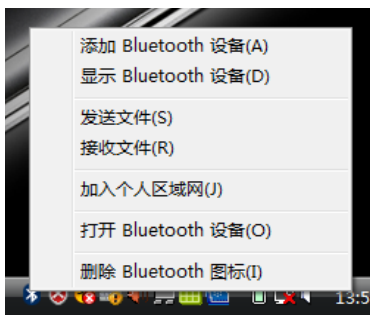 添加 Bluetooth 设备(A)
显示 Bluetooth 设备(D)
发送文件(S)
接收文件(R)
加入个人区域网(J)
打开 Bluetooth 设备(O)
删除 Bluetooth 图标(I)
13:5